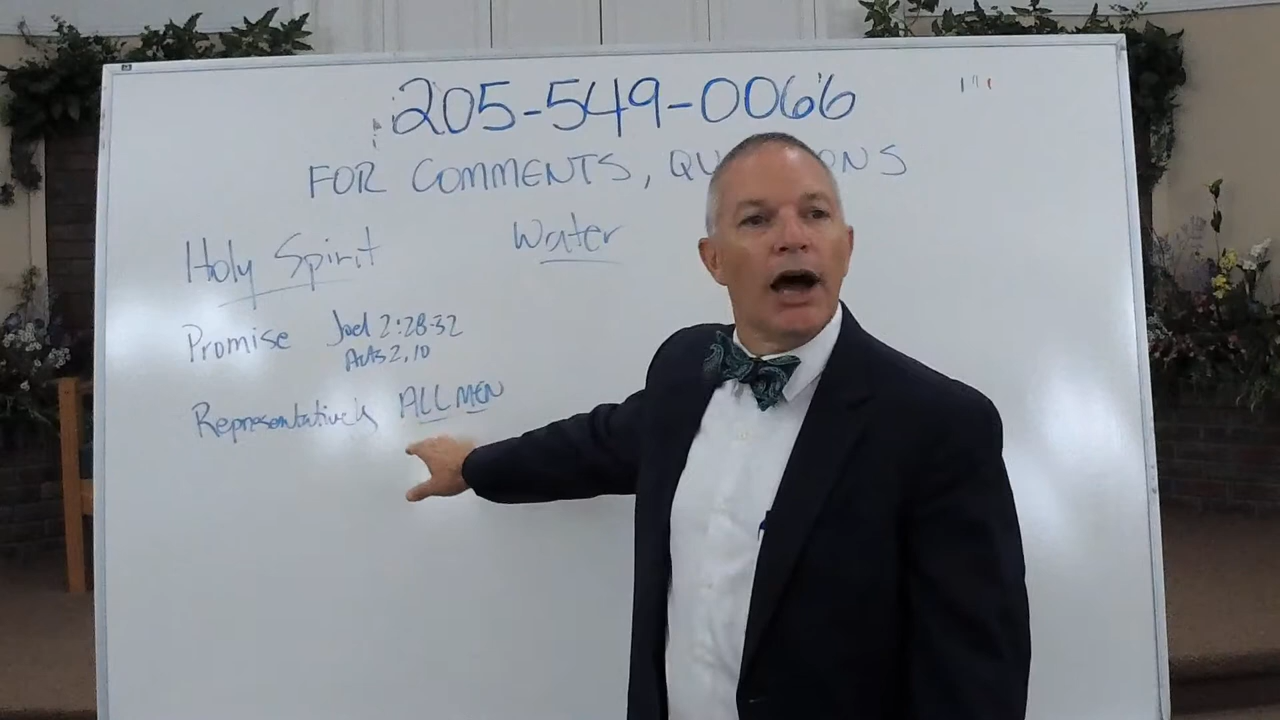 205-549-0066
FOR COMMENTS, QU ONS
Holy Spirit Water
Promise Joel 2:28-32
Acts 2, 10
Representatively ALL MEN